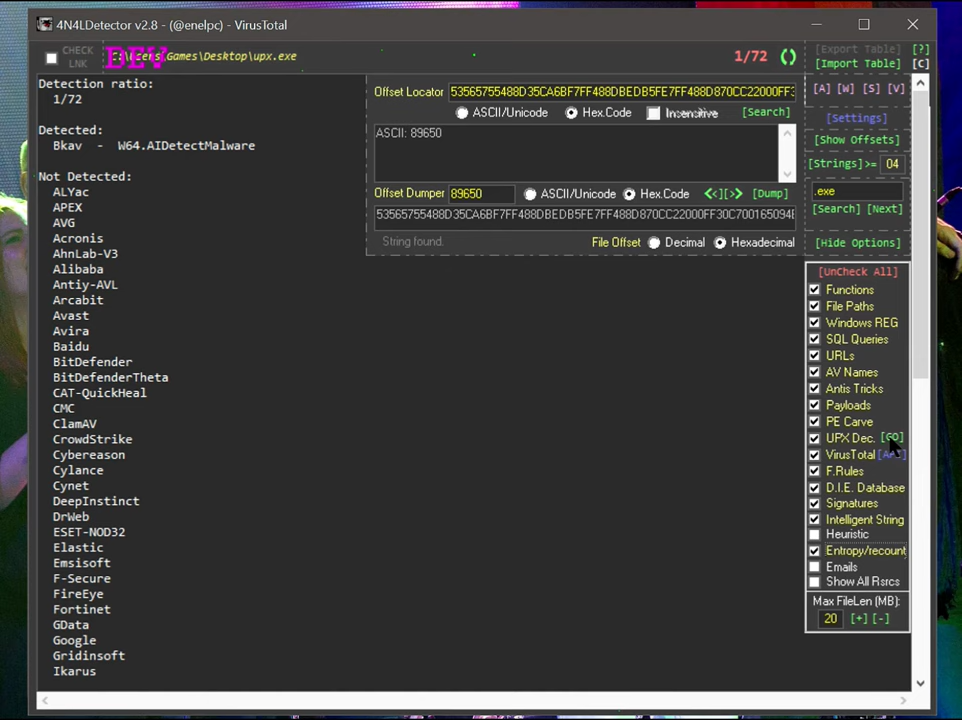 4N4LDetector v2.8 - (@enelpc) - VirusTotal
CHECK LNK
DEV
\Users\Games\Desktop\upx.exe
1/72
[Export Table] [?]
[Import Table] [C]
Detection ratio:
1/72
Detected:
Bkav - W64.AIDetectMalware
Not Detected:
ALYac
APEX
AVG
Acronis
AhnLab-V3
Alibaba
Antiy-AVL
Arcabit
Avast
Avira
Baidu
BitDefender
BitDefenderTheta
CAT-QuickHeal
CMC
ClamAV
CrowdStrike
Cybereason
Cylance
Cynet
DeepInstinct
DrWeb
ESET-NOD32
Elastic
Emsisoft
F-Secure
FireEye
Fortinet
GData
Google
Gridinsoft
Ikarus
Offset Locator 53565755488D35CA6BF7FF488DBEDB5FE7FF488D870CC22000FF3
ASCII/Unicode Hex.Code Insensitive [Search]
ASCII: 89650
Offset Dumper 89650 ASCII/Unicode Hex.Code <<][>> [Dump]
53565755488D35CA6BF7FF488DBEDB5FE7FF488D870CC22000FF30C700165094E
String found. File Offset Decimal Hexadecimal
[A] [W] [S] [V]
[Settings]
[Show Offsets]
[Strings]>= 04
.exe
[Search] [Next]
[Hide Options]
[UnCheck All]
Functions
File Paths
Windows REG
SQL Queries
URLs
AV Names
Antis Tricks
Payloads
PE Carve
UPX Dec. [GO]
VirusTotal
F.Rules
D.I.E. Database
Signatures
Intelligent String
Heuristic
Entropy/recount
Emails
Show All Rsrcs
Max FileLen (MB):
20 [+] [-]